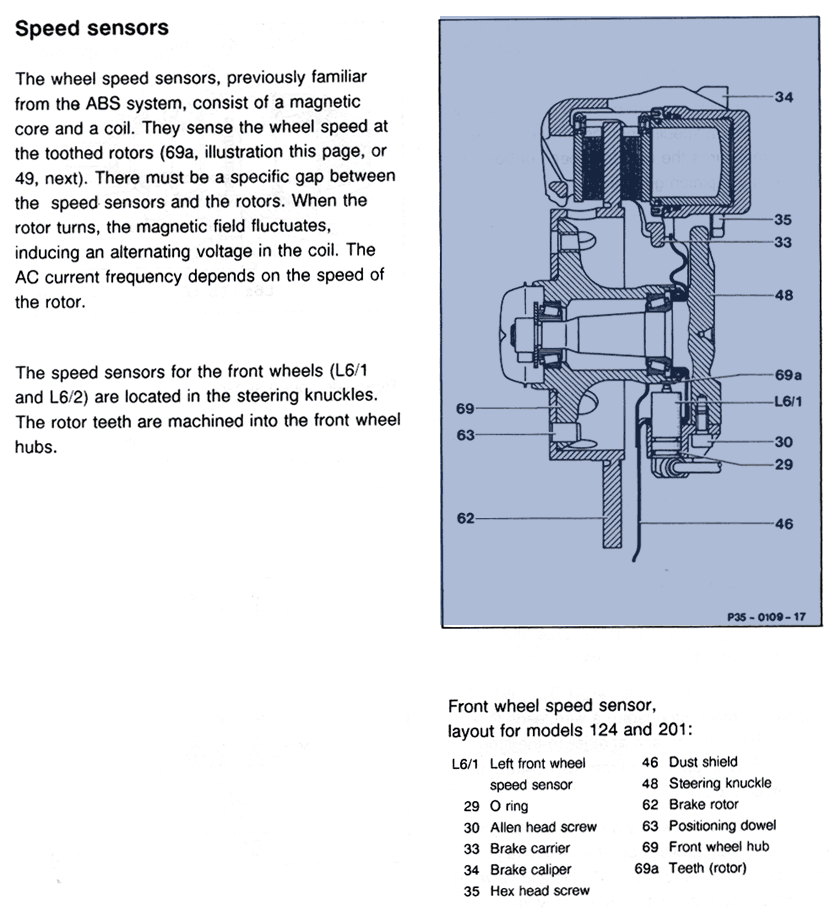 Speed sensors
The wheel speed sensors, previously familiar
from the ABS system, consist of a magnetic
core and a coil. They sense the wheel speed at
the toothed rotors (69a, illustration this page, or
49, next). There must be a specific gap between
the speed sensors and the rotors. When the
rotor turns, the magnetic field fluctuates,
inducing an alternating voltage in the coil. The
AC current frequency depends on the speed of
the rotor.
The speed sensors for the front wheels (L6/1
and L6/2) are located in the steering knuckles.
The rotor teeth are machined into the front wheel
hubs.
34
35
33
48
69a
L6/1
30
29
46
69
63
62
P35-0109-17
Front wheel speed sensor,
layout for models 124 and 201:
L6/1 Left front wheel
speed sensor
29 O ring
30 Allen head screw
33 Brake carrier
34 Brake caliper
35 Hex head screw
46 Dust shield
48 Steering knuckle
62 Brake rotor
63 Positioning dowel
69 Front wheel hub
69a Teeth (rotor)